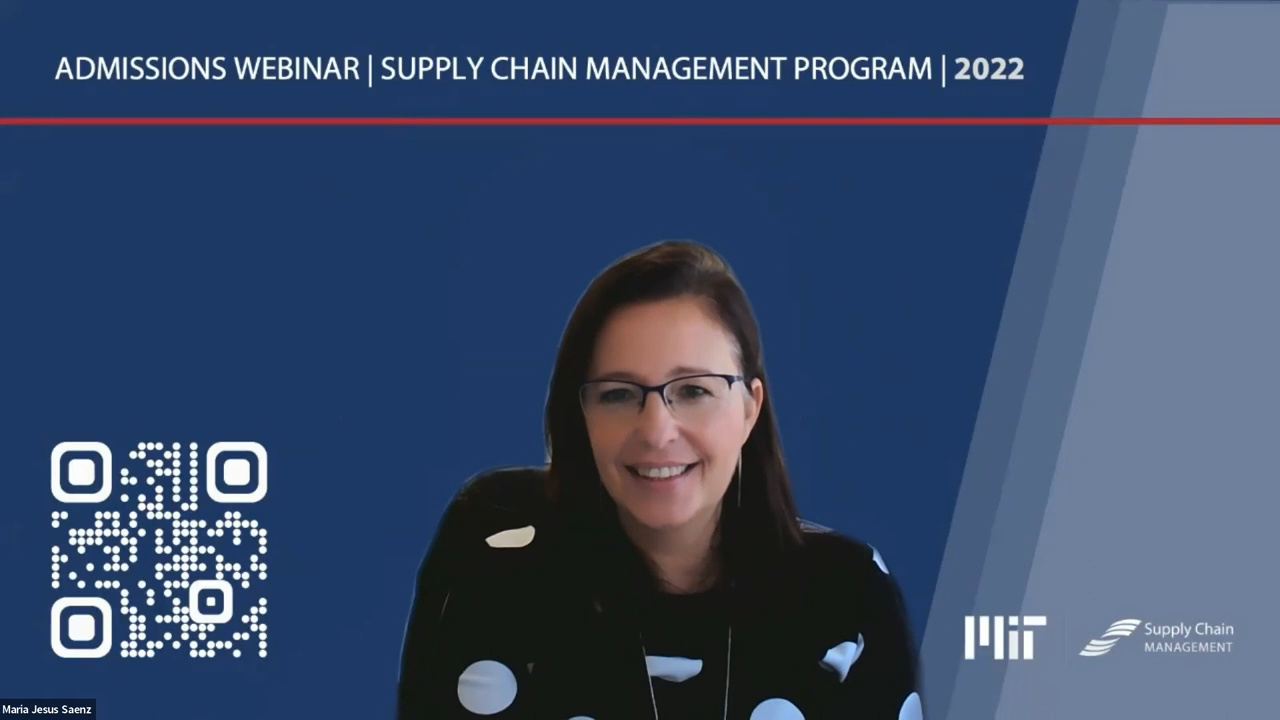 ADMISSIONS WEBINAR | SUPPLY CHAIN MANAGEMENT PROGRAM | 2022
MIT
Supply Chain
MANAGEMENT
Maria Jesus Saenz